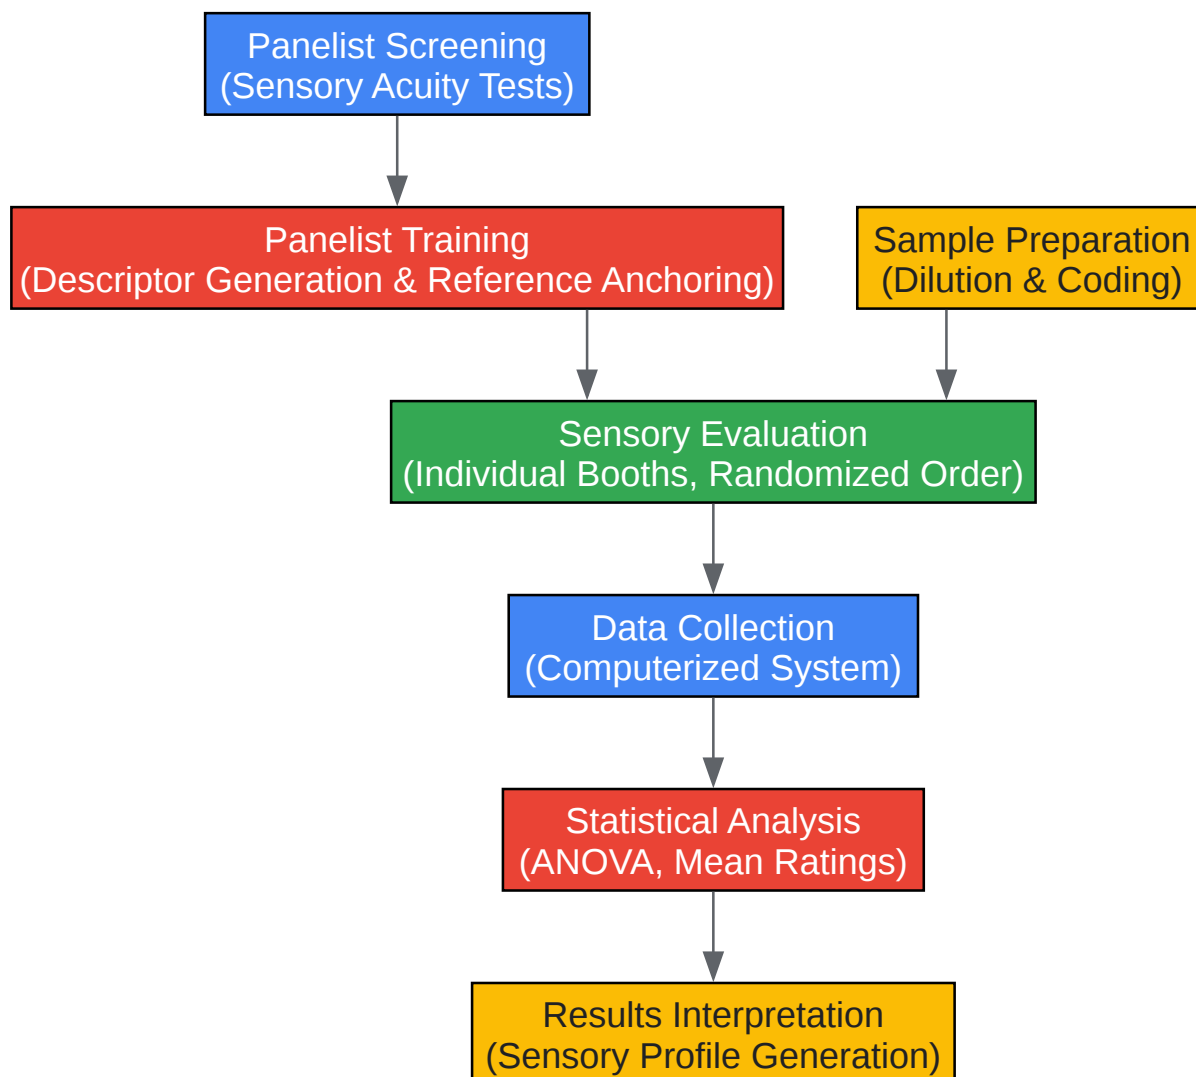 Panelist Screening
(Sensory Acuity Tests)
Panelist Training
(Descriptor Generation & Reference Anchoring)
Sample Preparation
(Dilution & Coding)
Sensory Evaluation
(Individual Booths, Randomized Order)
Data Collection
(Computerized System)
Statistical Analysis
(ANOVA, Mean Ratings)
Results Interpretation
(Sensory Profile Generation)